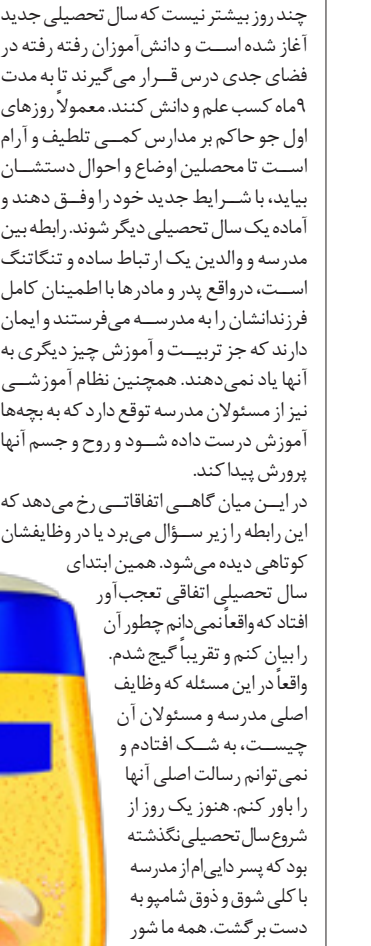 چند روز بیشتر نیست که سال تحصیلی جدید
آغاز شده است و دانش‌آموزان رفته رفته در
فضای جدی درس قرار می‌گیرند تا به مدت
۹ماه کسب علم و دانش کنند. معمولاً روزهای
اول جو حاکم بر مدارس کمی تلطیف و آرام
است تا محصلین اوضاع و احوال دستشان
بیاید، با شرایط جدید خود را وفق دهند و
آماده یک سال تحصیلی دیگر شوند. رابطه بین
مدرسه و والدین یک ارتباط ساده و تنگاتنگ
است، درواقع پدر و مادرها با اطمینان کامل
فرزندانشان را به مدرسه می‌فرستند و ایمان
دارند که جز تربیت و آموزش چیز دیگری به
آنها یاد نمی‌دهند. همچنین نظام آموزشی
نیز از مسئولان مدرسه توقع دارد که به بچه‌ها
آموزش درست داده شود و روح و جسم آنها
پرورش پیدا کند.
در این میان گاهی اتفاقاتی رخ می‌دهد که
این رابطه را زیر سؤال می‌برد یا در وظایفشان
کوتاهی دیده می‌شود. همین ابتدای
سال تحصیلی اتفاقی تعجب‌آور
افتاد که واقعاً نمی‌دانم چطور آن
را بیان کنم و تقریباً گیج شدم.
واقعاً در این مسئله که وظایف
اصلی مدرسه و مسئولان آن
چیست، به شک افتادم و
نمی‌توانم رسالت اصلی آنها
را باور کنم. هنوز یک روز از
شروع سال تحصیلی نگذشته
بود که پسر دایی‌ام از مدرسه
با کلی شوق و ذوق شامپو به
دست برگشت. همه ما شور